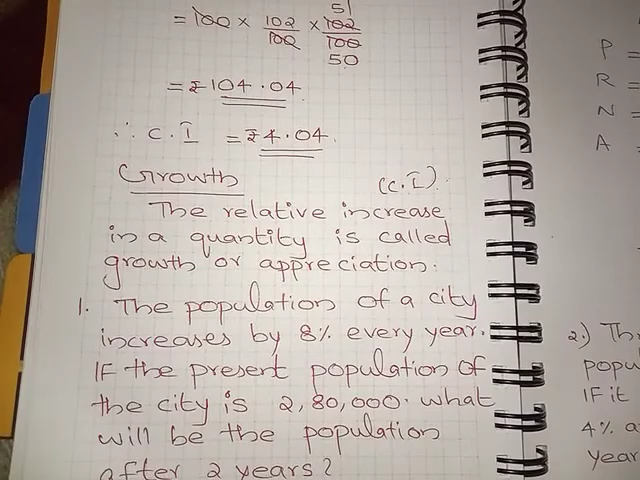 51
= 100 × 102/100 × 102/100
50
= ₹104.04
∴ C.I = ₹4.04
Growth (C.I)
The relative increase
in a quantity is called
growth or appreciation.
1. The population of a city
increases by 8% every year.
IF the present population of
the city is 2,80,000. what
will be the population
after 2 years?
P =
R =
N =
A =
2.)
popu
IF it
4% a
year